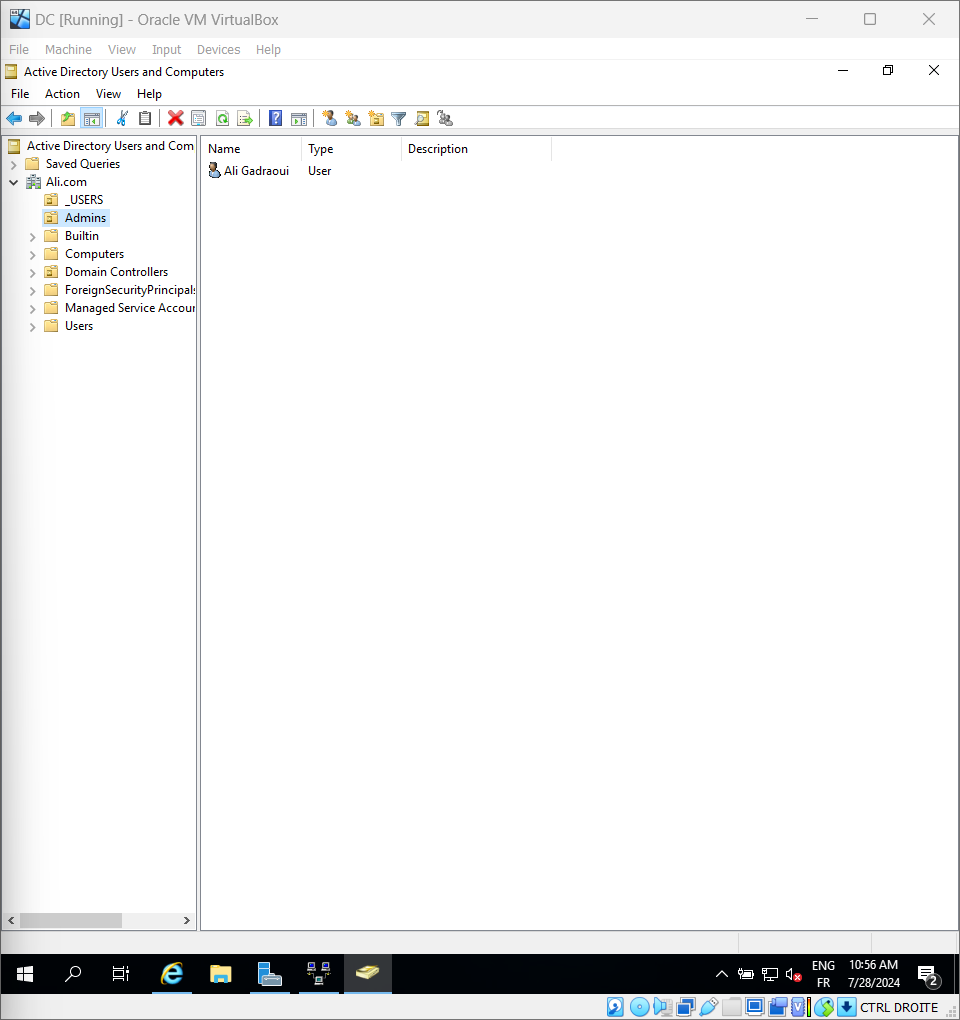 DC [Running] - Oracle VM VirtualBox
File Machine View Input Devices Help
Active Directory Users and Computers
File Action View Help
Active Directory Users and Com
Saved Queries
Ali.com
_USERS
Admins
Builtin
Computers
Domain Controllers
ForeignSecurityPrincipals
Managed Service Accour
Users
Name Type Description
Ali Gadraoui User
ENG
FR
10:56 AM
7/28/2024
2
CTRL DROITE